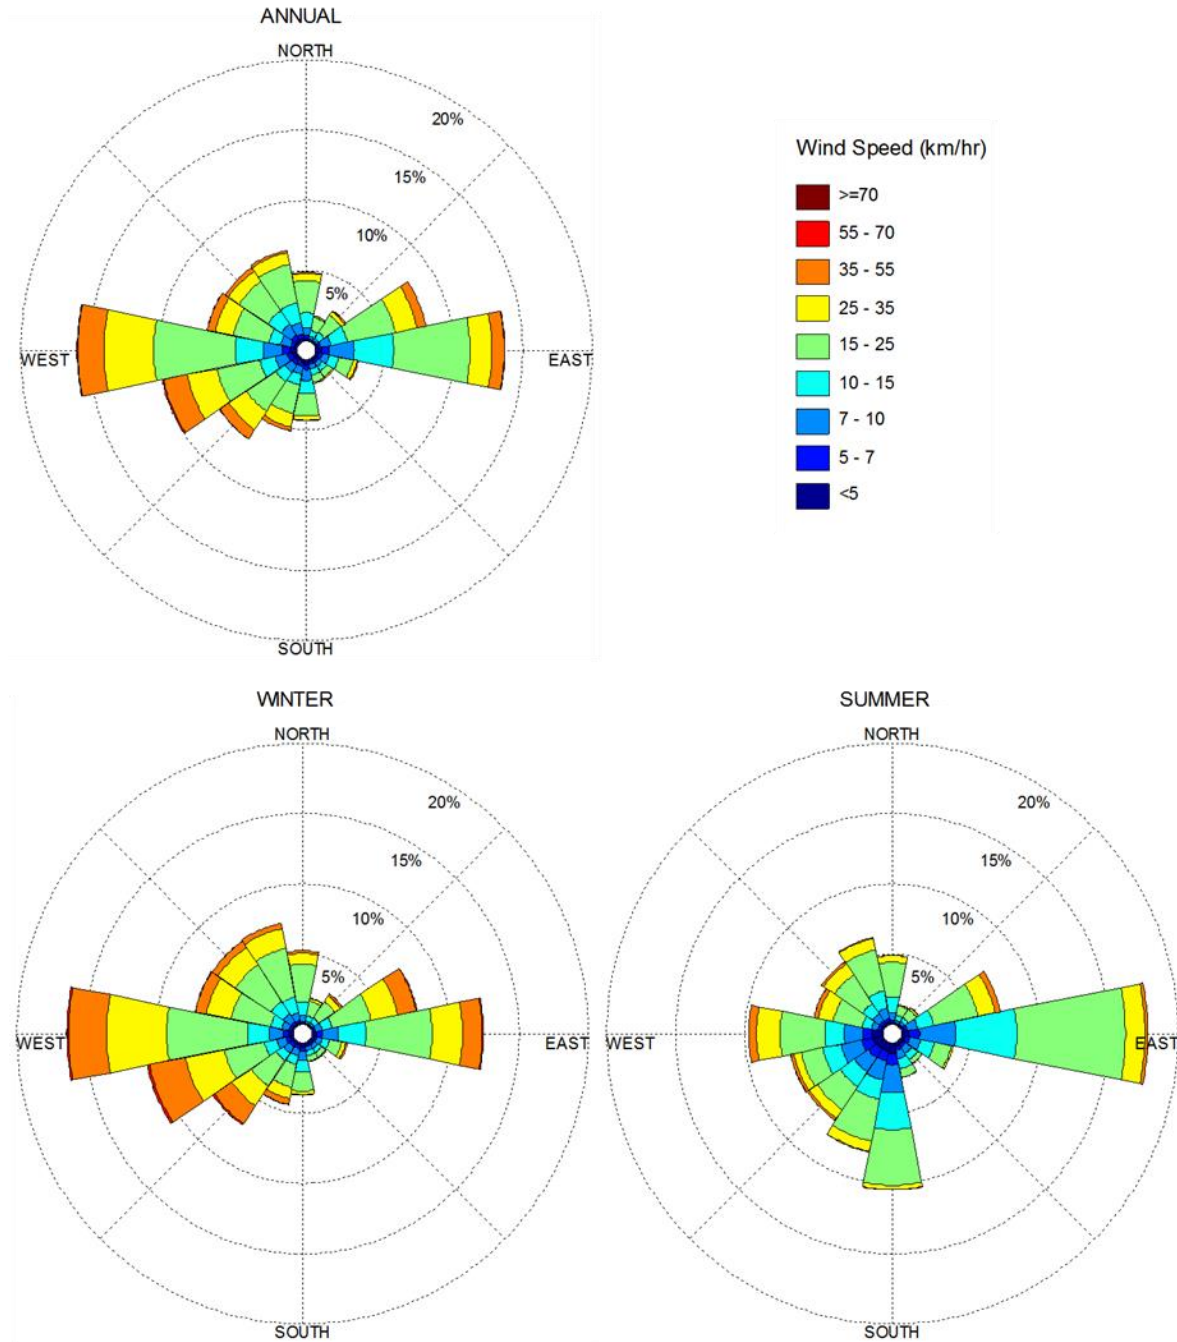 ANNUAL
NORTH
20%
15%
10%
5%
WEST
EAST
SOUTH
Wind Speed (km/hr)
>=70
55 - 70
35 - 55
25 - 35
15 - 25
10 - 15
7 - 10
5 - 7
<5
WINTER
NORTH
20%
15%
10%
5%
WEST
EAST
SOUTH
SUMMER
NORTH
20%
15%
10%
5%
WEST
EAST
SOUTH